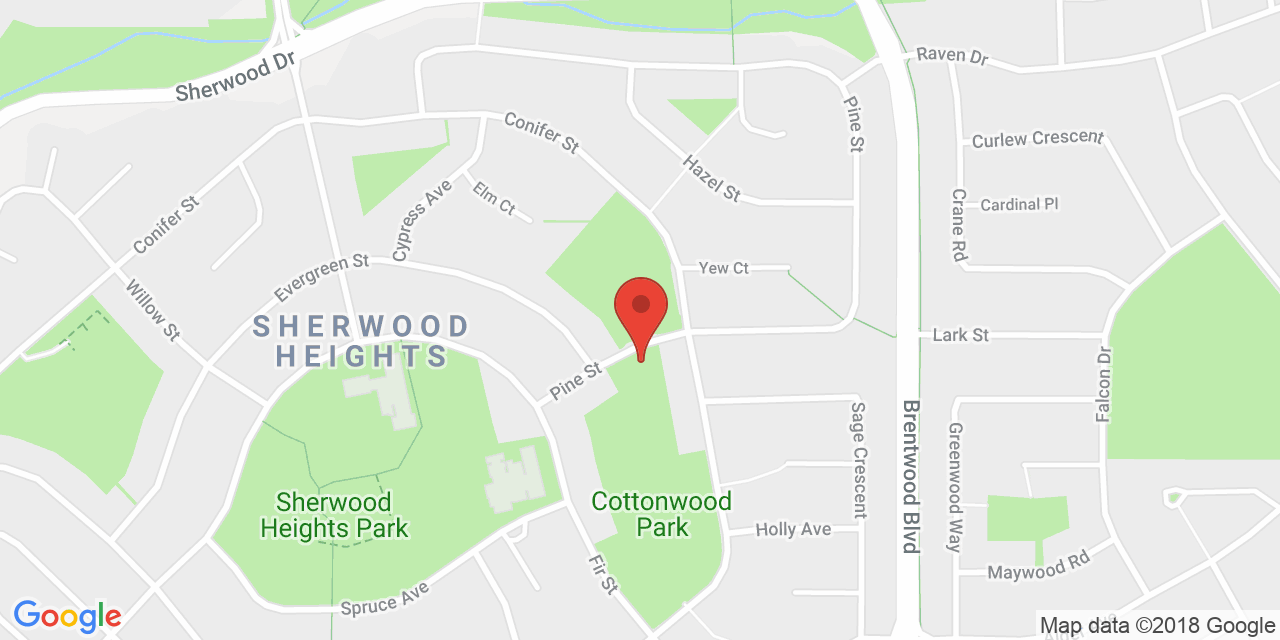 Sherwood Dr
Raven Dr
Pine St
Conifer St
Curlew Crescent
Hazel St
Cypress Ave
Elm Ct
Cardinal Pl
Crane Rd
Conifer St
Evergreen St
Yew Ct
Willow St
SHERWOOD
HEIGHTS
Lark St
Pine St
Falcon Dr
Brentwood Blvd
Sage Crescent
Greenwood Way
Sherwood
Heights Park
Cottonwood
Park
Holly Ave
Fir St
Maywood Rd
Spruce Ave
Google
Map data ©2018 Google